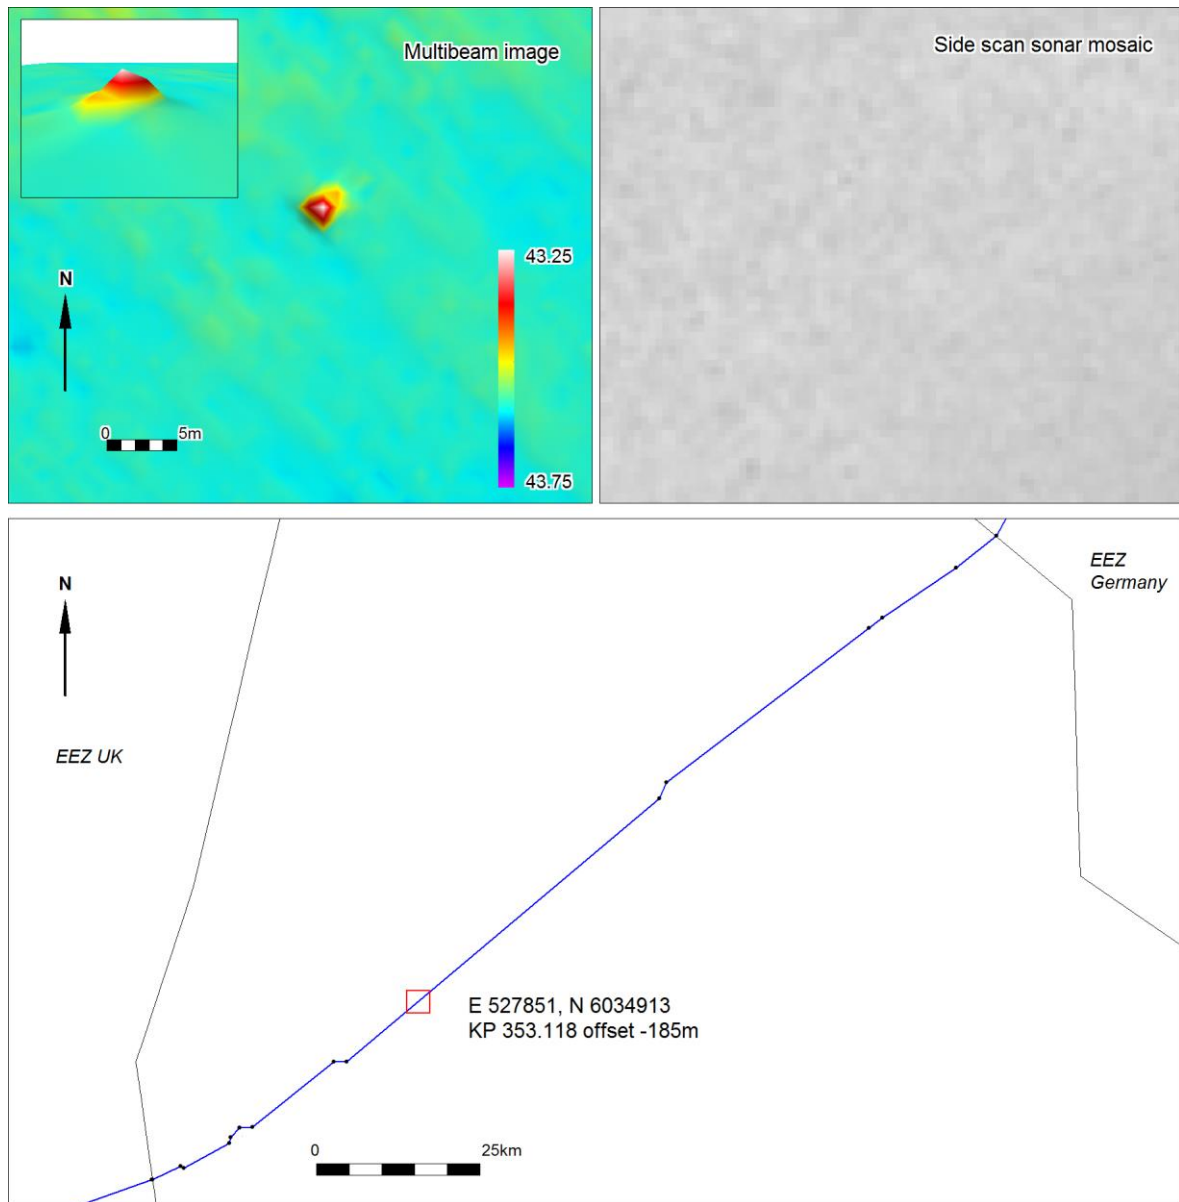 Multibeam image
43.25
N
0 5m
43.75
Side scan sonar mosaic
N
EEZ UK
EEZ
Germany
E 527851, N 6034913
KP 353.118 offset -185m
0 25km